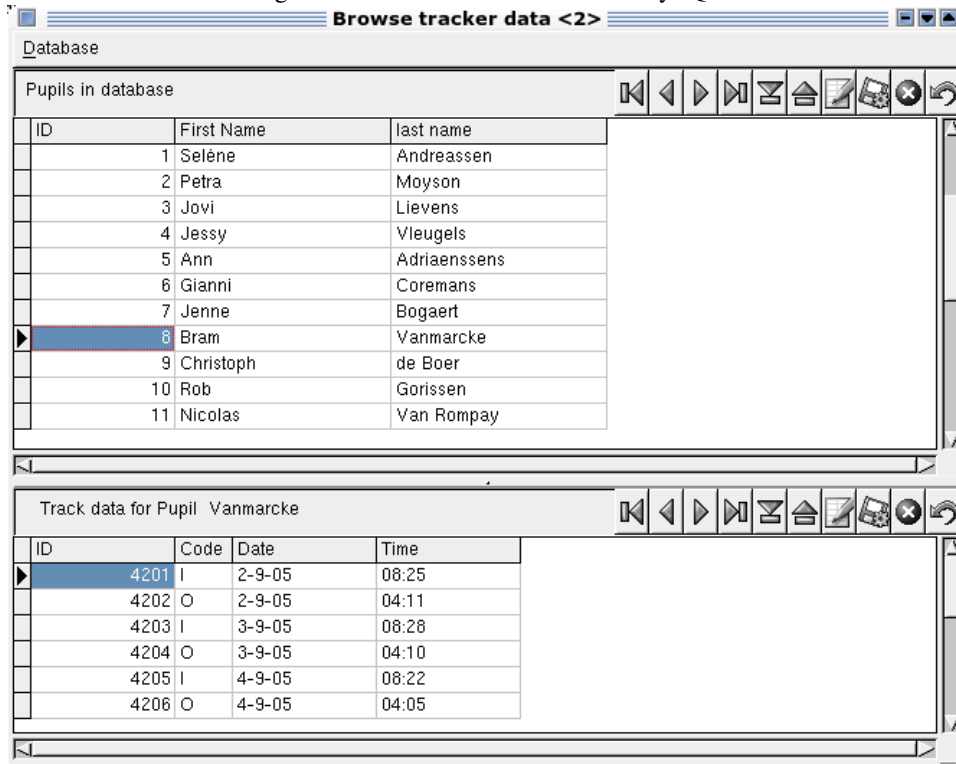 Browse tracker data <2>
Database
Pupils in database
ID First Name last name
1 Selène Andreassen
2 Petra Moyson
3 Jovi Lievens
4 Jessy Vleugels
5 Ann Adriaenssens
6 Gianni Coremans
7 Jenne Bogaert
8 Bram Vanmarcke
9 Christoph de Boer
10 Rob Gorissen
11 Nicolas Van Rompay
Track data for Pupil Vanmarcke
ID Code Date Time
4201 I 2-9-05 08:25
4202 O 2-9-05 04:11
4203 I 3-9-05 08:28
4204 O 3-9-05 04:10
4205 I 4-9-05 08:22
4206 O 4-9-05 04:05